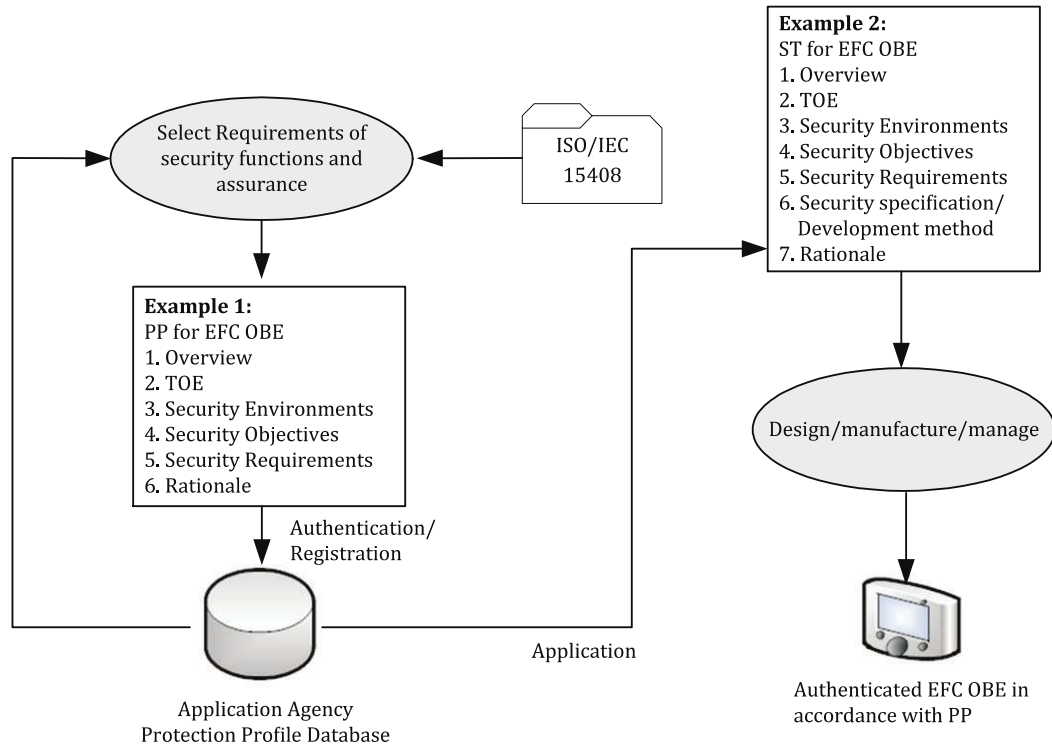 Select Requirements of
security functions and
assurance
ISO/IEC
15408
Example 1:
PP for EFC OBE
1. Overview
2. TOE
3. Security Environments
4. Security Objectives
5. Security Requirements
6. Rationale
Authentication/
Registration
Application Agency
Protection Profile Database
Application
Example 2:
ST for EFC OBE
1. Overview
2. TOE
3. Security Environments
4. Security Objectives
5. Security Requirements
6. Security specification/
Development method
7. Rationale
Design/manufacture/manage
Authenticated EFC OBE in
accordance with PP